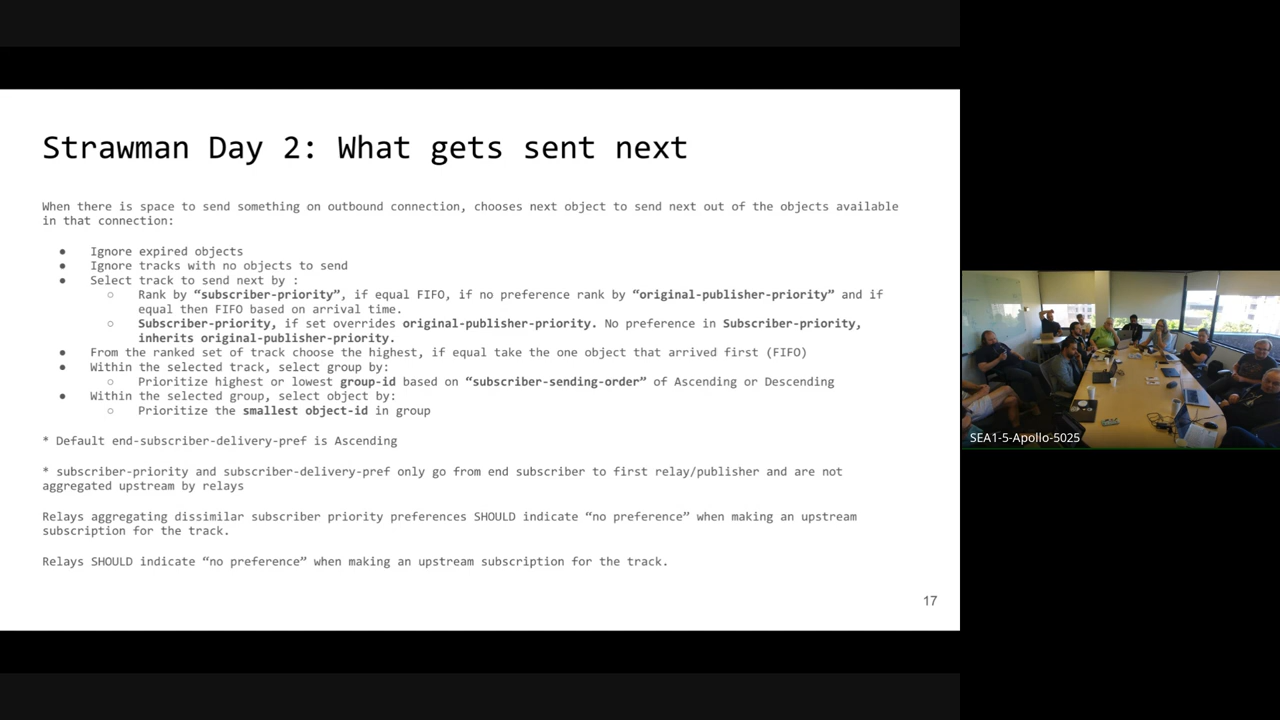 Strawman Day 2: What gets sent next
When there is space to send something on outbound connection, chooses next object to send next out of the objects available
in that connection:
● Ignore expired objects
● Ignore tracks with no objects to send
● Select track to send next by :
○ Rank by “subscriber-priority”, if equal FIFO, if no preference rank by “original-publisher-priority” and if
equal then FIFO based on arrival time.
○ Subscriber-priority, if set overrides original-publisher-priority. No preference in Subscriber-priority,
inherits original-publisher-priority.
● From the ranked set of track choose the highest, if equal take the one object that arrived first (FIFO)
● Within the selected track, select group by:
○ Prioritize highest or lowest group-id based on “subscriber-sending-order” of Ascending or Descending
● Within the selected group, select object by:
○ Prioritize the smallest object-id in group
* Default end-subscriber-delivery-pref is Ascending
* subscriber-priority and subscriber-delivery-pref only go from end subscriber to first relay/publisher and are not
aggregated upstream by relays
Relays aggregating dissimilar subscriber priority preferences SHOULD indicate “no preference” when making an upstream
subscription for the track.
Relays SHOULD indicate “no preference” when making an upstream subscription for the track.
17
SEA1-5-Apollo-5025